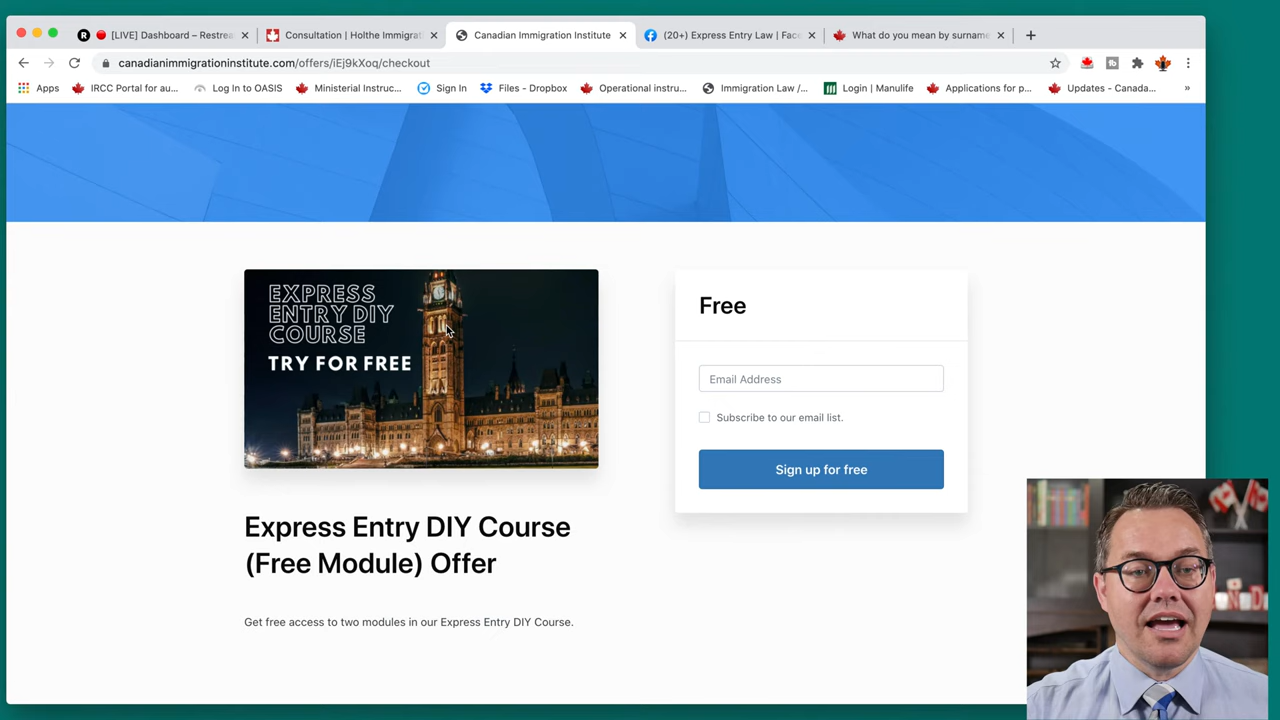 [LIVE] Dashboard – Restrea
Consultation | Holthe Immigrati
Canadian Immigration Institute
(20+) Express Entry Law | Face
What do you mean by surname
canadianimmigrationinstitute.com/offers/iEj9kXoq/checkout
Apps
IRCC Portal for au...
Log In to OASIS
Ministerial Instruc...
Sign In
Files - Dropbox
Operational instru...
Immigration Law /...
Login | Manulife
Applications for p...
Updates - Canada...
»
EXPRESS
ENTRY DIY
COURSE
TRY FOR FREE
Free
Email Address
Subscribe to our email list.
Sign up for free
Express Entry DIY Course
(Free Module) Offer
Get free access to two modules in our Express Entry DIY Course.